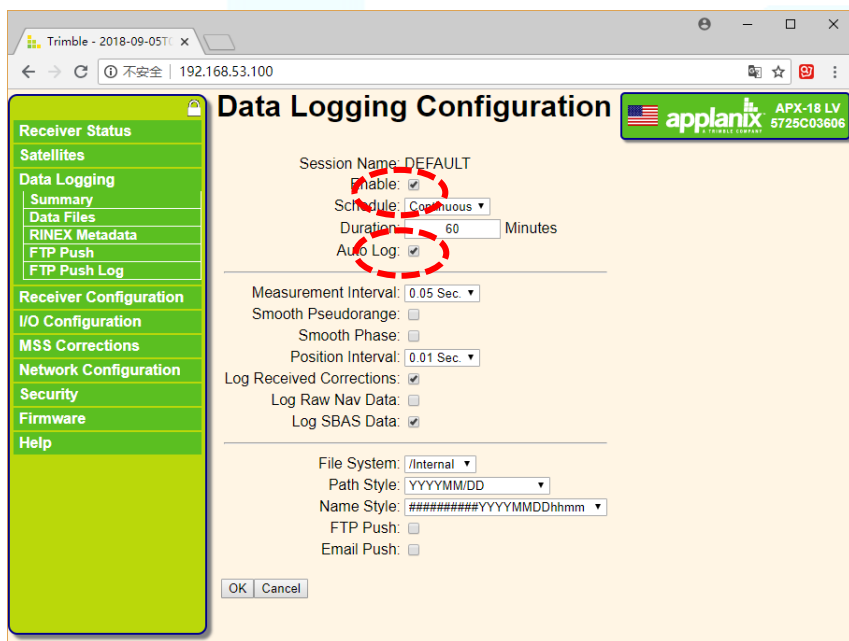 Trimble - 2018-09-05T(
不安全 | 192.168.53.100
Receiver Status
Satellites
Data Logging
Summary
Data Files
RINEX Metadata
FTP Push
FTP Push Log
Receiver Configuration
I/O Configuration
MSS Corrections
Network Configuration
Security
Firmware
Help
Data Logging Configuration
applanix
A TRIMBLE COMPANY
APX-18 LV
5725C03606
Session Name: DEFAULT
Enable:
Schedule: Continuous
Duration: 60 Minutes
Auto Log:
Measurement Interval: 0.05 Sec.
Smooth Pseudorange:
Smooth Phase:
Position Interval: 0.01 Sec.
Log Received Corrections:
Log Raw Nav Data:
Log SBAS Data:
File System: /Internal
Path Style: YYYYMM/DD
Name Style: ##########YYYYMMDDhhmm
FTP Push:
Email Push:
OK Cancel